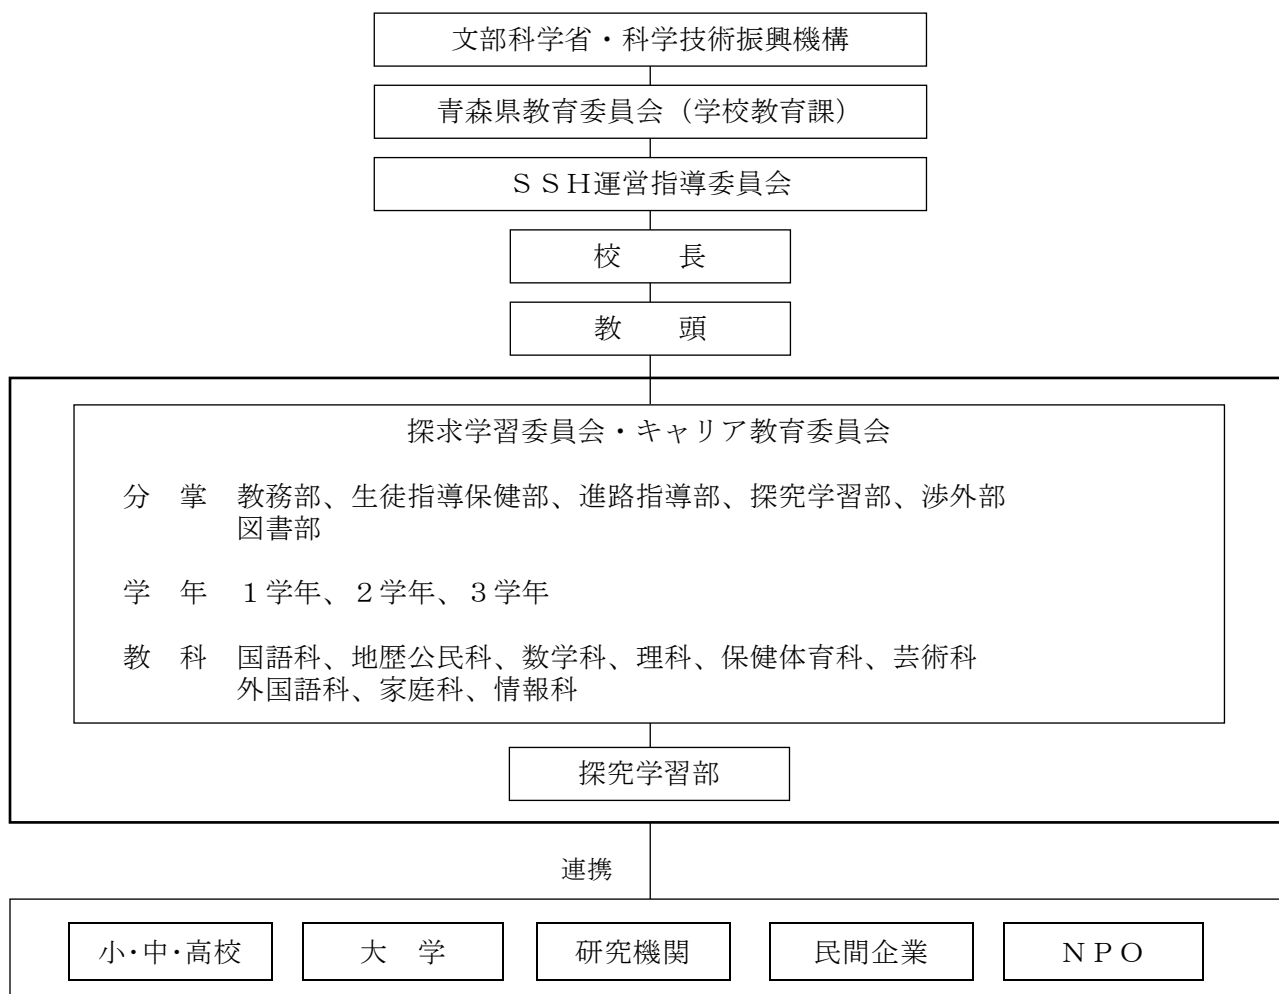 文部科学省・科学技術振興機構
青森県教育委員会（学校教育課）
ＳＳＨ運営指導委員会
校　　長
教　　頭
探求学習委員会・キャリア教育委員会
分　掌　教務部、生徒指導保健部、進路指導部、探究学習部、渉外部
図書部
学　年　１学年、２学年、３学年
教　科　国語科、地歴公民科、数学科、理科、保健体育科、芸術科
外国語科、家庭科、情報科
探究学習部
連携
小・中・高校　大　学　研究機関　民間企業　ＮＰＯ